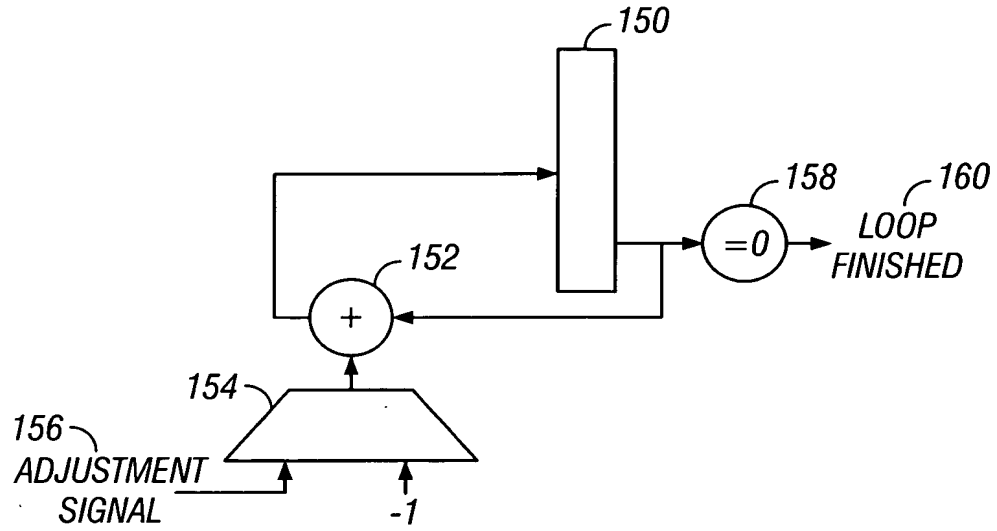 150
158
160
=0
LOOP
FINISHED
152
+
154
156
ADJUSTMENT
SIGNAL
-1